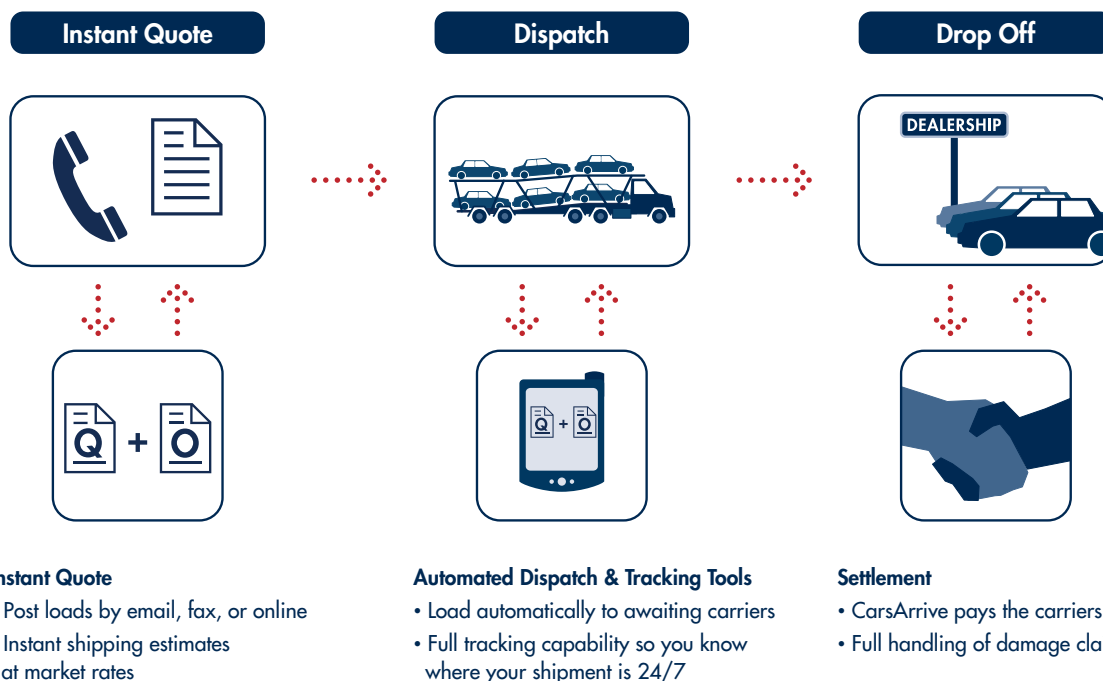 Instant Quote
Dispatch
Drop Off
DEALERSHIP
Q + O
Q + O
nstant Quote
Post loads by email, fax, or online
Instant shipping estimates
at market rates
Automated Dispatch & Tracking Tools
• Load automatically to awaiting carriers
• Full tracking capability so you know
where your shipment is 24/7
Settlement
• CarsArrive pays the carriers
• Full handling of damage cla